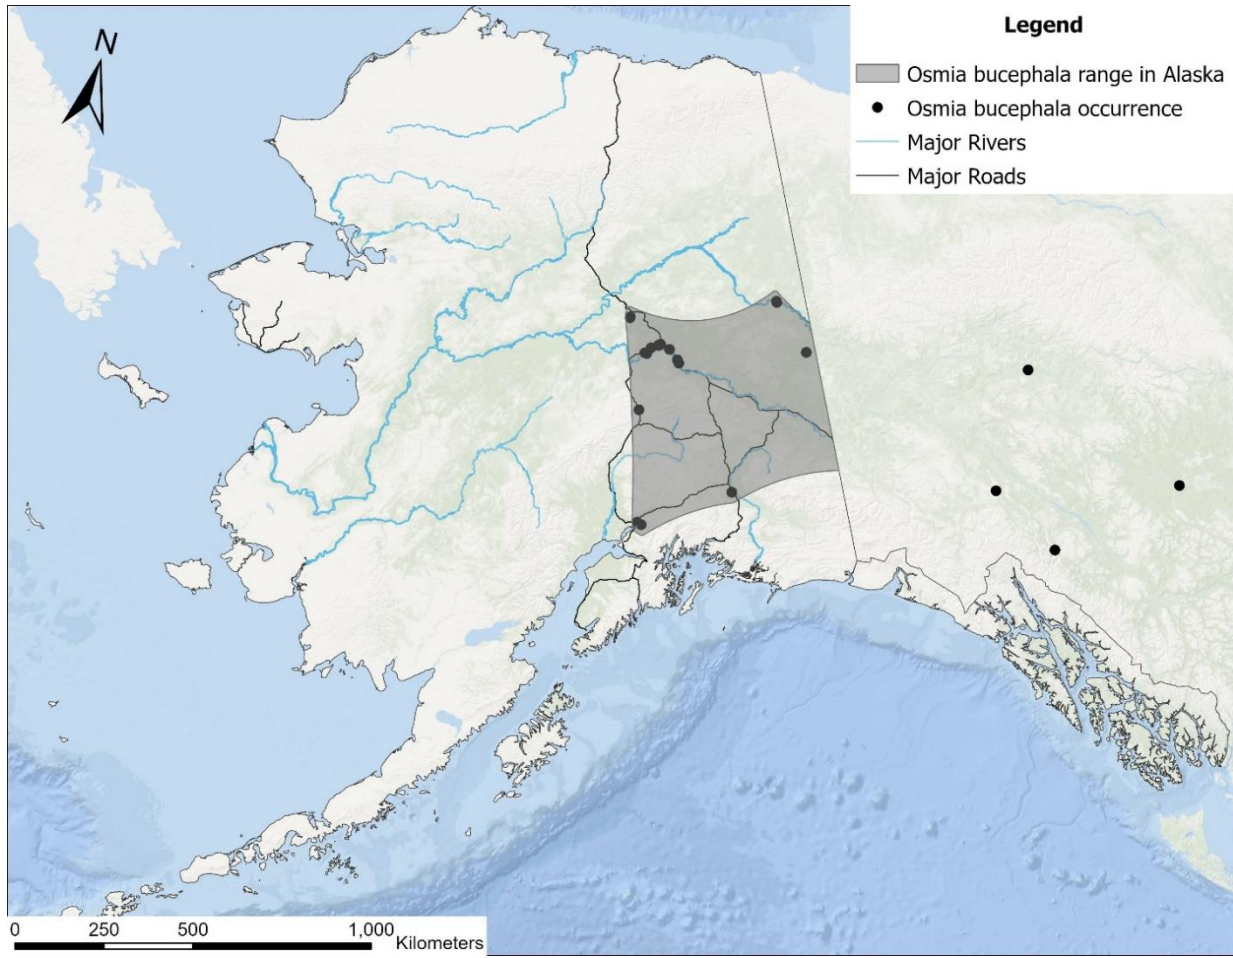 N
Legend
Osmia bucephala range in Alaska
Osmia bucephala occurrence
Major Rivers
Major Roads
0 250 500 1,000
Kilometers